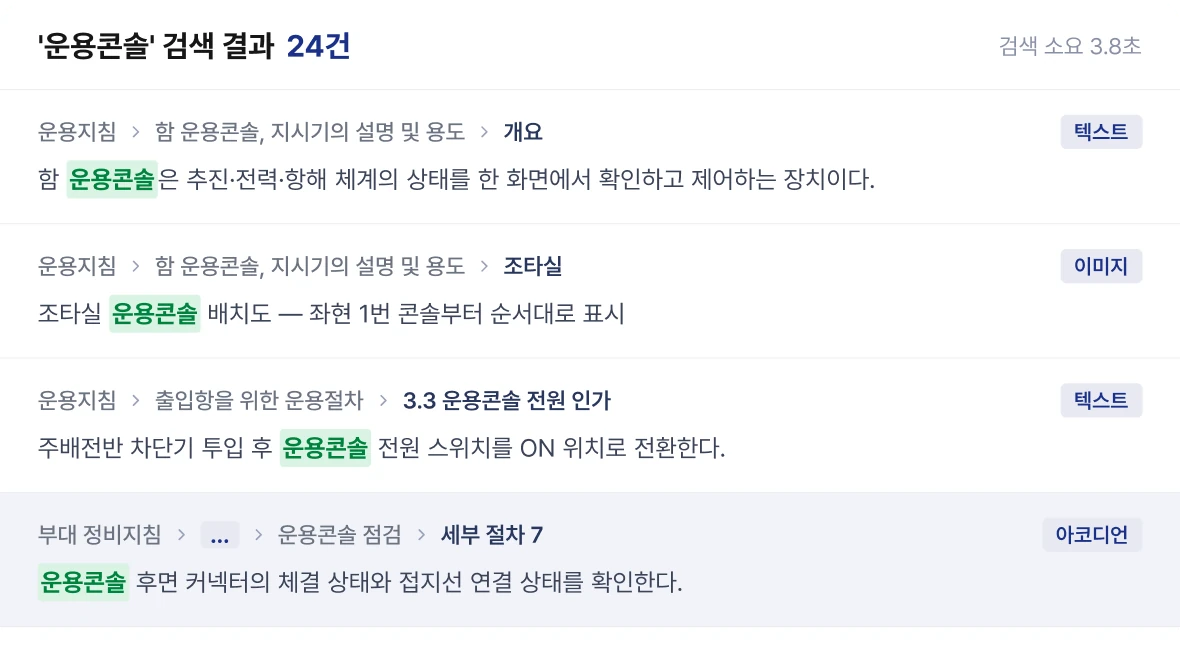 '운용콘솔' 검색 결과 24건
검색 소요 3.8초
운용지침 > 함 운용콘솔, 지시기의 설명 및 용도 > 개요
텍스트
함 운용콘솔은 추진·전력·항해 체계의 상태를 한 화면에서 확인하고 제어하는 장치이다.
운용지침 > 함 운용콘솔, 지시기의 설명 및 용도 > 조타실
이미지
조타실 운용콘솔 배치도 — 좌현 1번 콘솔부터 순서대로 표시
운용지침 > 출입항을 위한 운용절차 > 3.3 운용콘솔 전원 인가
텍스트
주배전반 차단기 투입 후 운용콘솔 전원 스위치를 ON 위치로 전환한다.
부대 정비지침 > ... > 운용콘솔 점검 > 세부 절차 7
아코디언
운용콘솔 후면 커넥터의 체결 상태와 접지선 연결 상태를 확인한다.